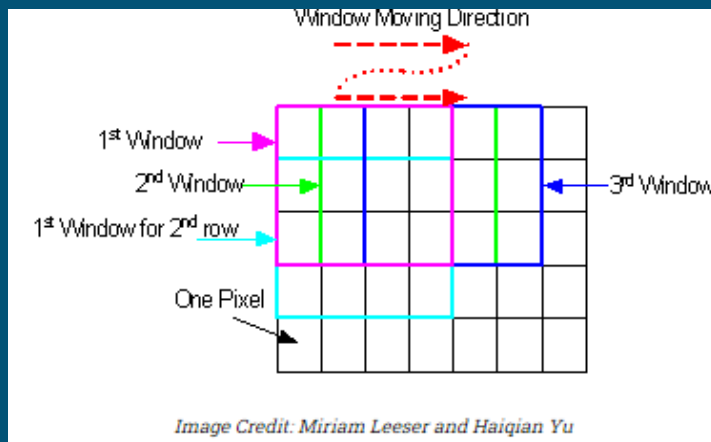 Window Moving Direction
1st Window
2nd Window
3rd Window
1st Window for 2nd row
One Pixel
Image Credit: Miriam Leeser and Haiqian Yu